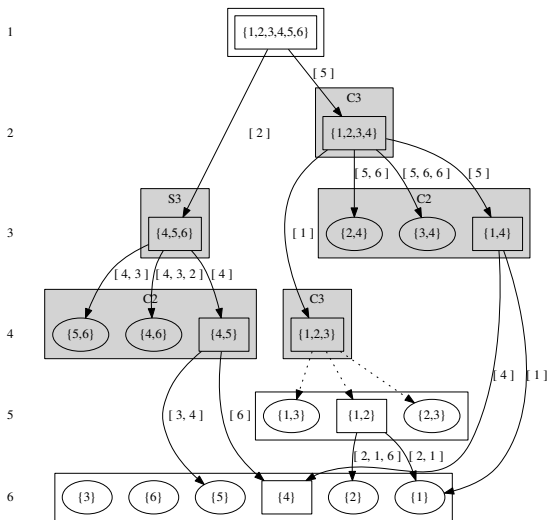 1
{1,2,3,4,5,6}
[ 5 ]
C3
2
[ 2 ]
{1,2,3,4}
[ 5, 6 ]
[ 5, 6, 6 ]
[ 5 ]
S3
C2
3
{4,5,6}
[ 1 ]
{2,4}
{3,4}
{1,4}
[ 4, 3 ]
[ 4, 3, 2 ]
[ 4 ]
C2
C3
4
{5,6}
{4,6}
{4,5}
{1,2,3}
[ 4 ]
[ 1 ]
5
[ 3, 4 ]
[ 6 ]
{1,3}
{1,2}
{2,3}
[ 2, 1, 6 ]
[ 2, 1 ]
6
{3}
{6}
{5}
{4}
{2}
{1}